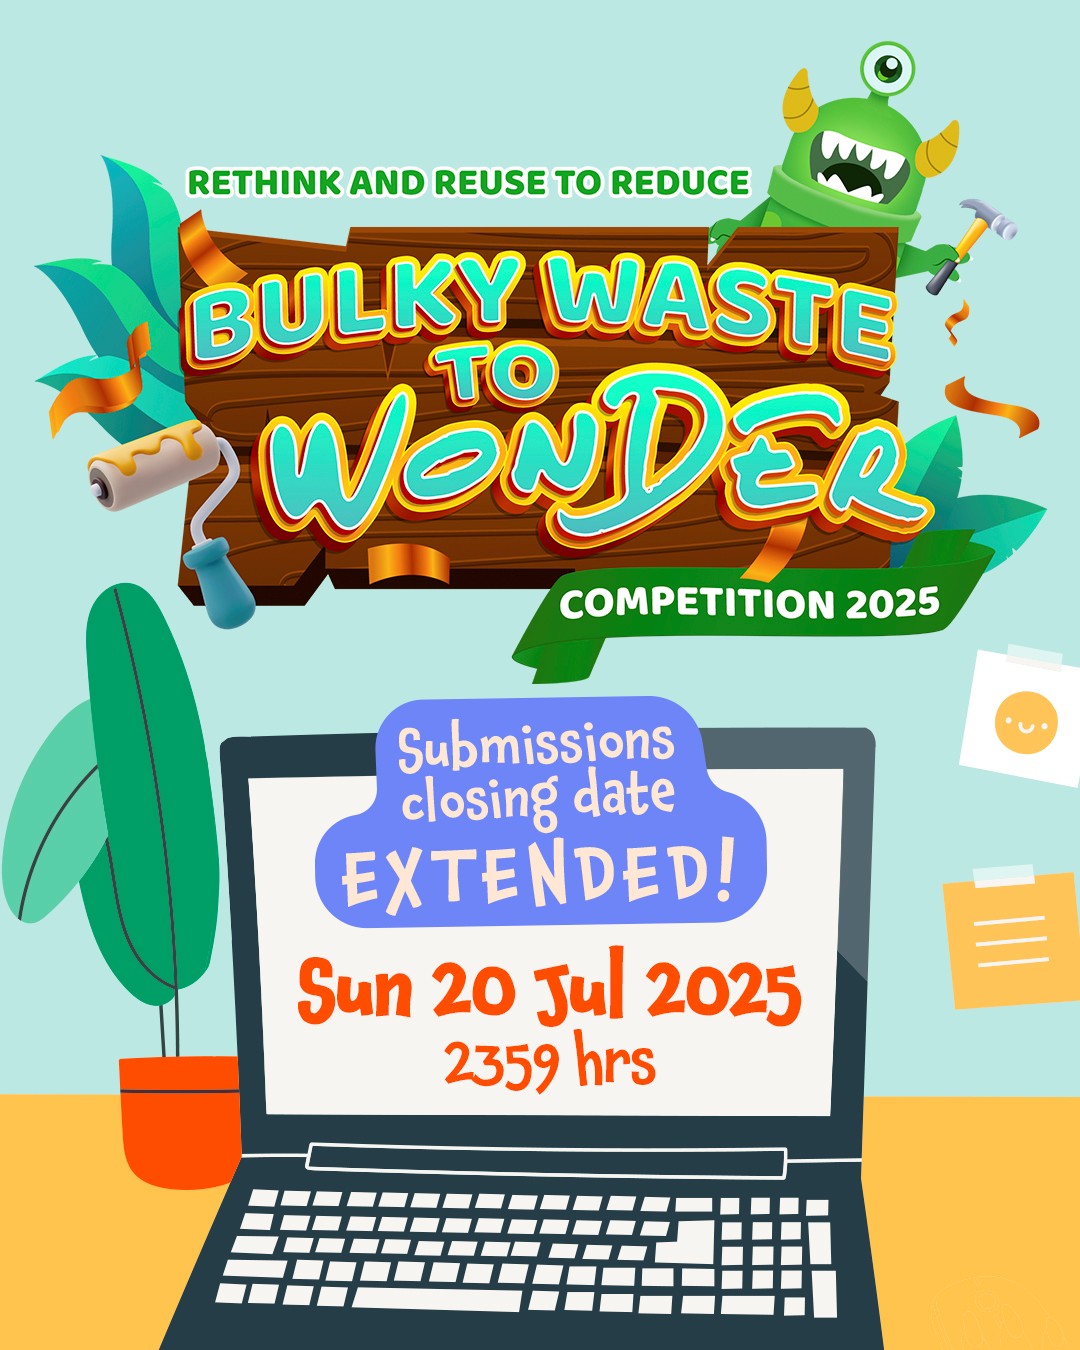 RETHINK AND REUSE TO REDUCE
BULKY WASTE
TO
WONDER
COMPETITION 2025
Submissions
closing date
EXTENDED!
Sun 20 Jul 2025
2359 hrs